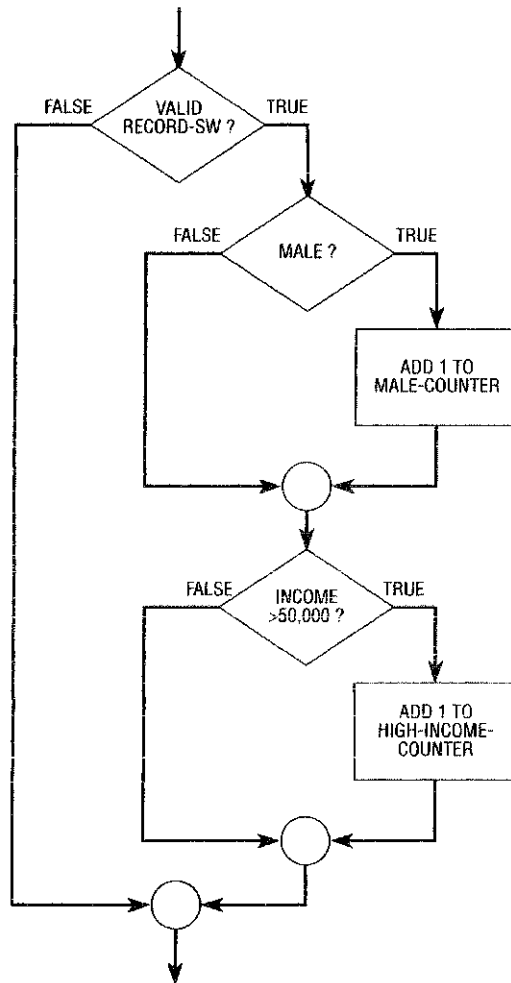 FALSE
VALID
RECORD-SW ?
TRUE
FALSE
MALE ?
TRUE
ADD 1 TO
MALE-COUNTER
FALSE
INCOME
>50,000 ?
TRUE
ADD 1 TO
HIGH-INCOME-
COUNTER